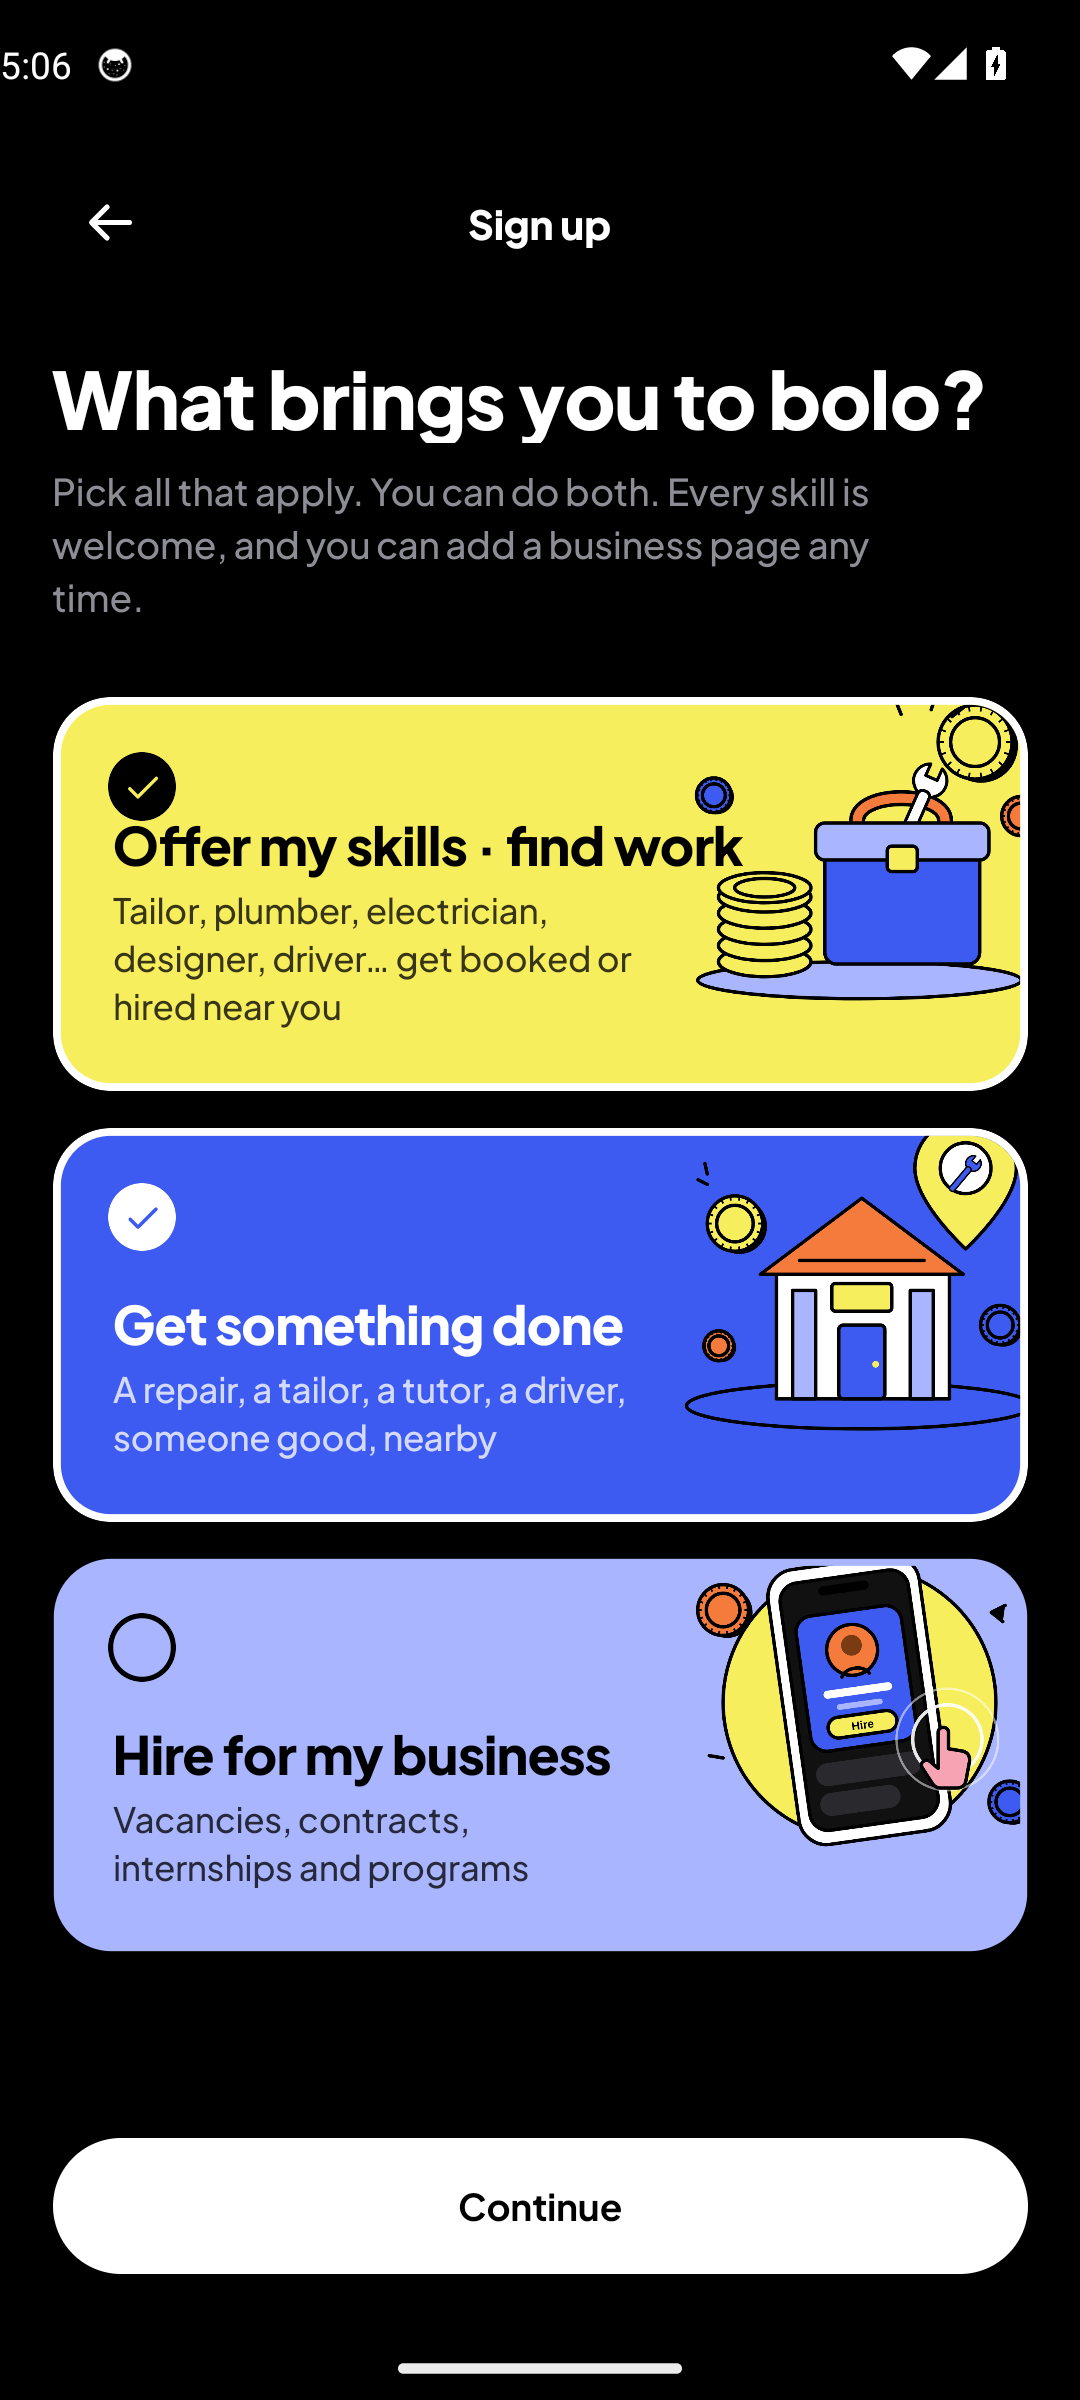 5:06
Sign up
What brings you to bolo?
Pick all that apply. You can do both. Every skill is
welcome, and you can add a business page any
time.
Offer my skills · find work
Tailor, plumber, electrician,
designer, driver... get booked or
hired near you
Get something done
A repair, a tailor, a tutor, a driver,
someone good, nearby
Hire
Hire for my business
Vacancies, contracts,
internships and programs
Continue